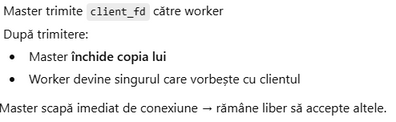 Master trimite client_fd către worker
După trimitere:
• Master închide copia lui
• Worker devine singurul care vorbește cu clientul
Master scapă imediat de conexiune → rămâne liber să accepte altele.